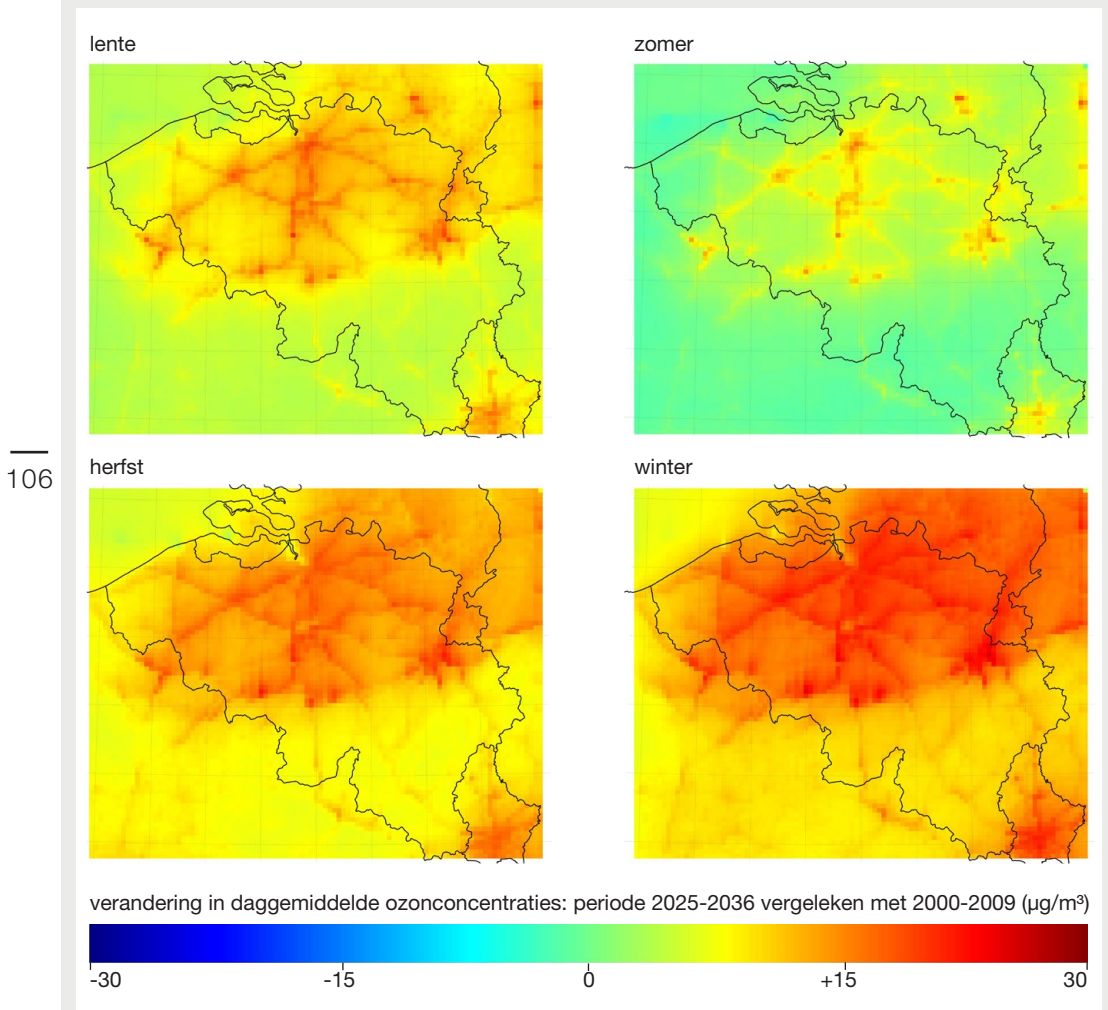 lente
zomer
106
herfst
winter
verandering in daggemiddelde ozonconcentraties: periode 2025-2036 vergeleken met 2000-2009 (µg/m³)
-30 -15 0 +15 30